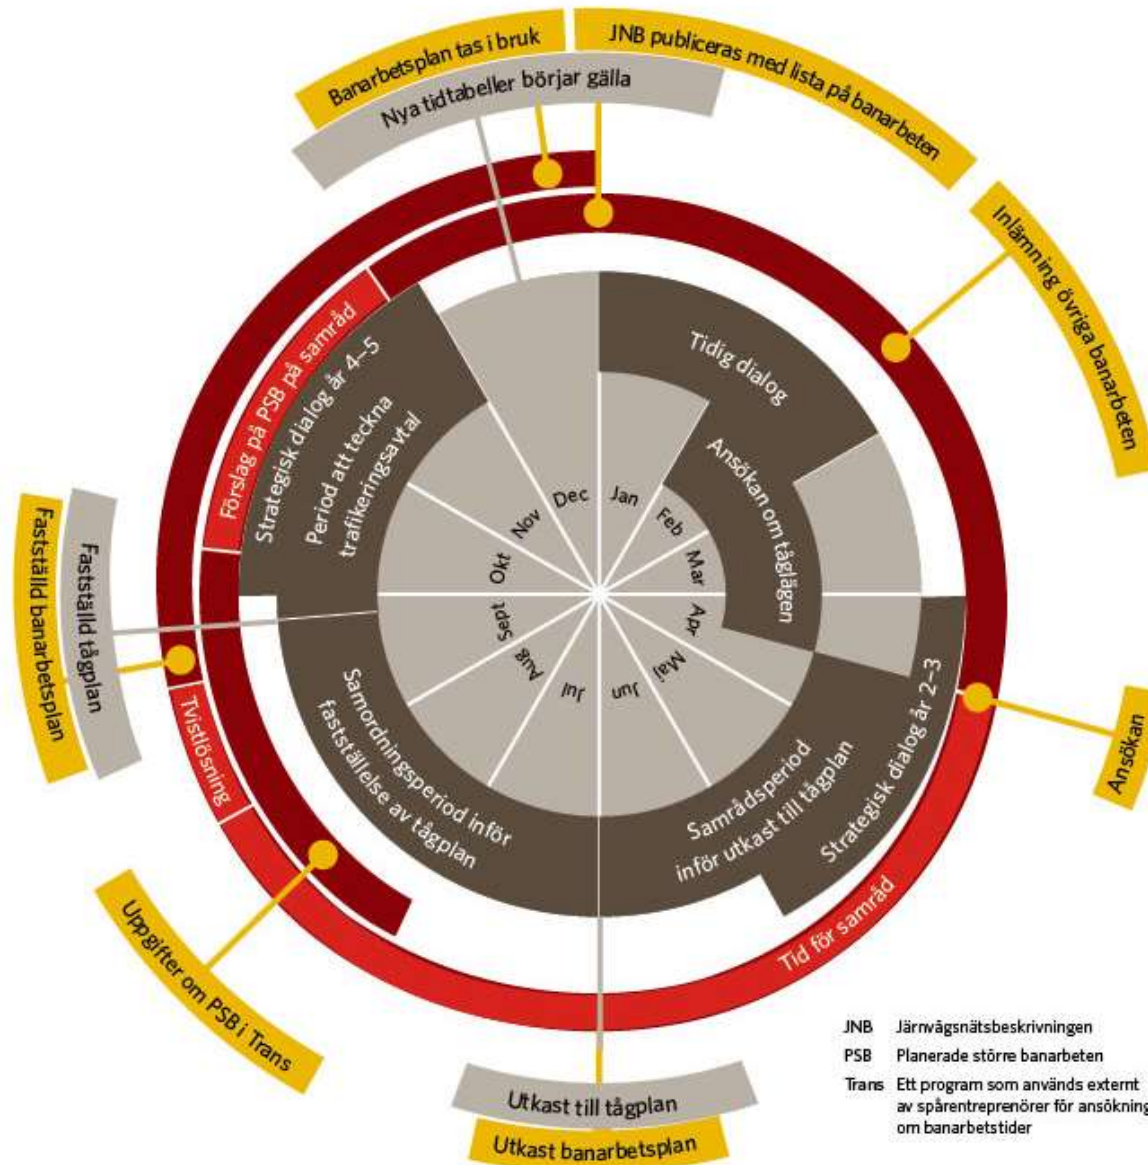 Banarbetsplan tas i bruk
JNB publiceras med lista på banarbeten
Nya tidtabeller börjar gälla
Inlämning övriga banarbeten
Ansökan
Tidig dialog
Ansökan om tåglägen
Strategisk dialog år 2–3
Samrådsperiod
inför utkast till tågplan
Tid för samråd
Utkast till tågplan
Utkast banarbetsplan
Samordningsperiod inför
fastställelse av tågplan
Uppgifter om PSB i Trans
Tvistlösning
Fastställd tågplan
Fastställd banarbetsplan
Förslag på PSB på samråd
Strategisk dialog år 4–5
Period att teckna
trafikeringsavtal
Jan
Feb
Mar
Apr
Maj
Jun
Jul
Aug
Sept
Okt
Nov
Dec
JNB Järnvågsnätsbeskrivningen
PSB Planerade större banarbeten
Trans Ett program som används externt
av spårentreprenörer för ansökning
om banarbetstider